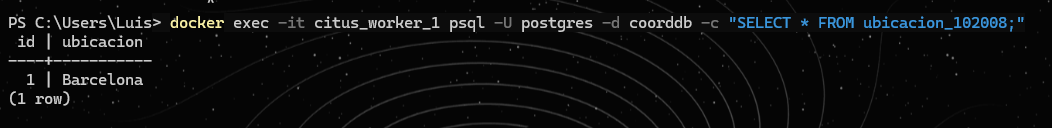 PS C:\Users\Luis> docker exec -it citus_worker_1 psql -U postgres -d coorddb -c "SELECT * FROM ubicacion_102008;"
 id | ubicacion
----+-----------
  1 | Barcelona
(1 row)